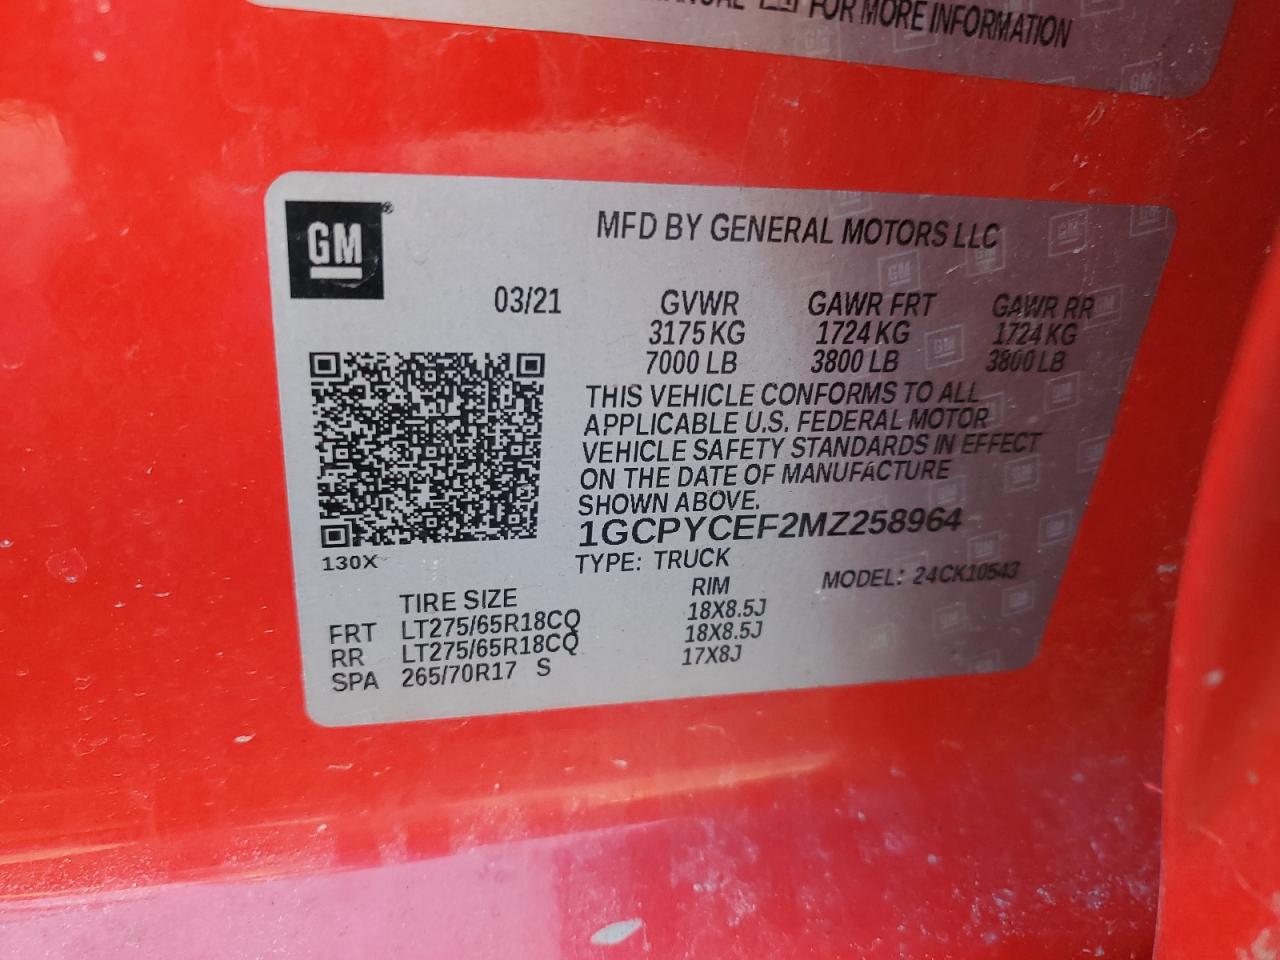 MANUAL FOR MORE INFORMATION
GM®
MFD BY GENERAL MOTORS LLC
03/21 GVWR GAWR FRT GAWR RR
3175 KG 1724 KG 1724 KG
7000 LB 3800 LB 3800 LB
THIS VEHICLE CONFORMS TO ALL
APPLICABLE U.S. FEDERAL MOTOR
VEHICLE SAFETY STANDARDS IN EFFECT
ON THE DATE OF MANUFACTURE
SHOWN ABOVE.
1GCPYCEF2MZ258964
130X
TYPE: TRUCK MODEL: 24CK10543
TIRE SIZE RIM
FRT LT275/65R18CQ 18X8.5J
RR LT275/65R18CQ 18X8.5J
SPA 265/70R17 S 17X8J